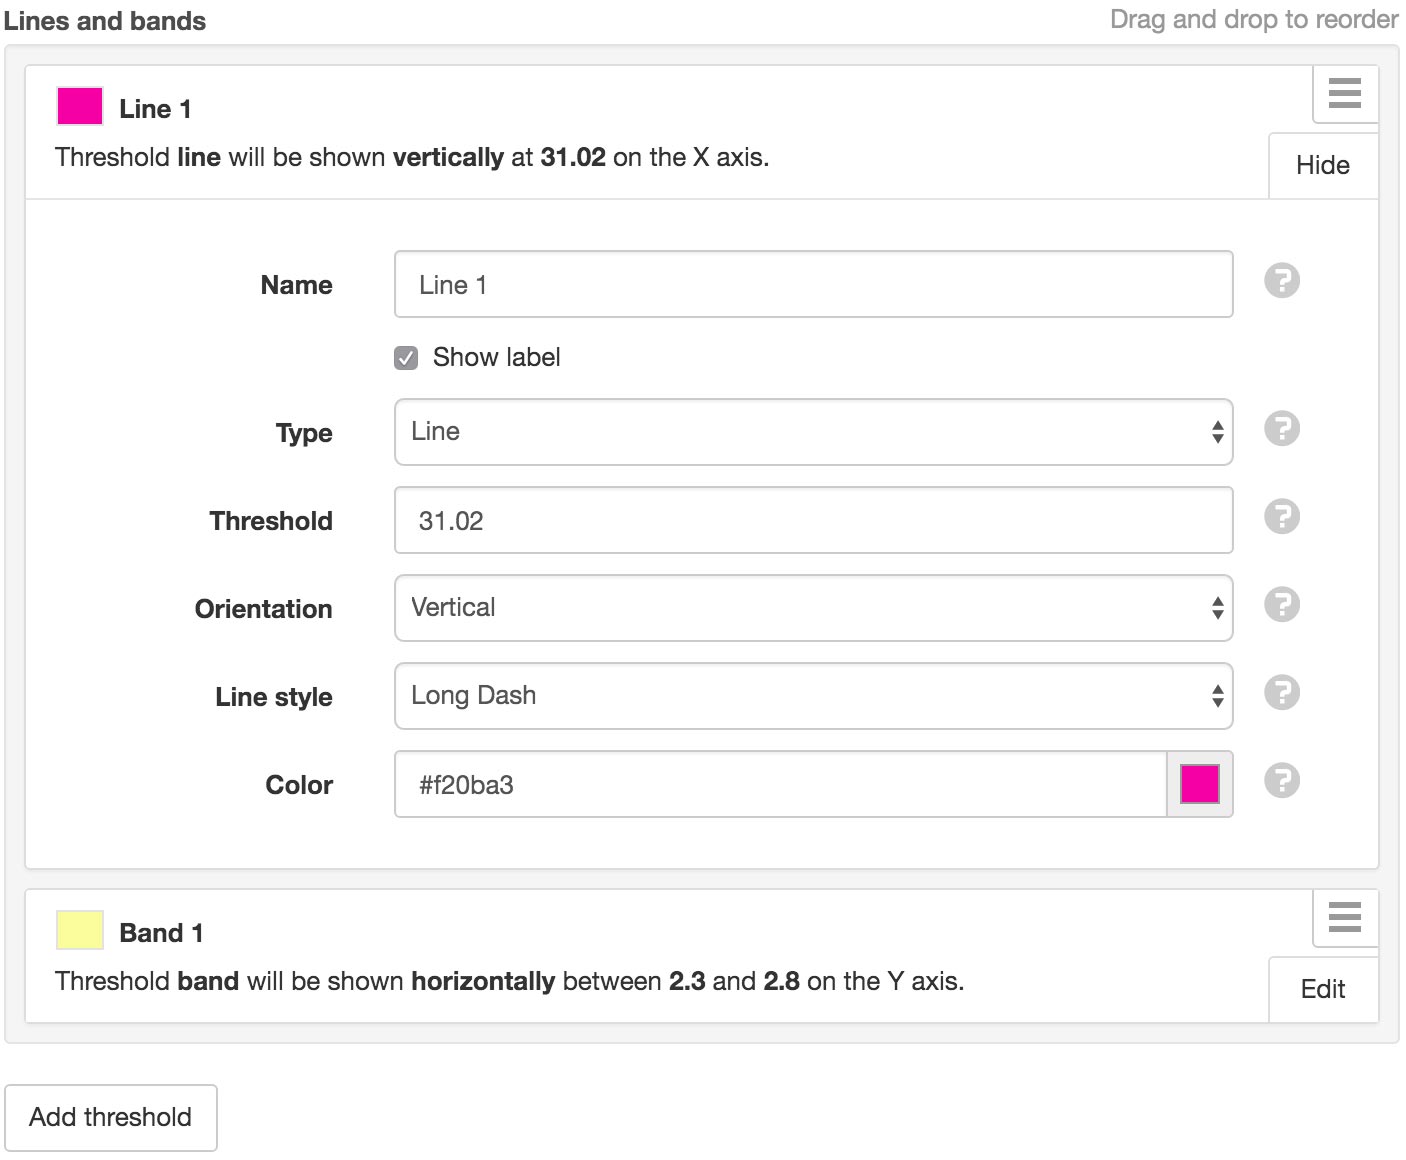 Lines and bands
Drag and drop to reorder
Line 1
Threshold line will be shown vertically at 31.02 on the X axis.
Hide
Name
Line 1
?
Show label
Type
Line
?
Threshold
31.02
?
Orientation
Vertical
?
Line style
Long Dash
?
Color
#f20ba3
?
Band 1
Threshold band will be shown horizontally between 2.3 and 2.8 on the Y axis.
Edit
Add threshold